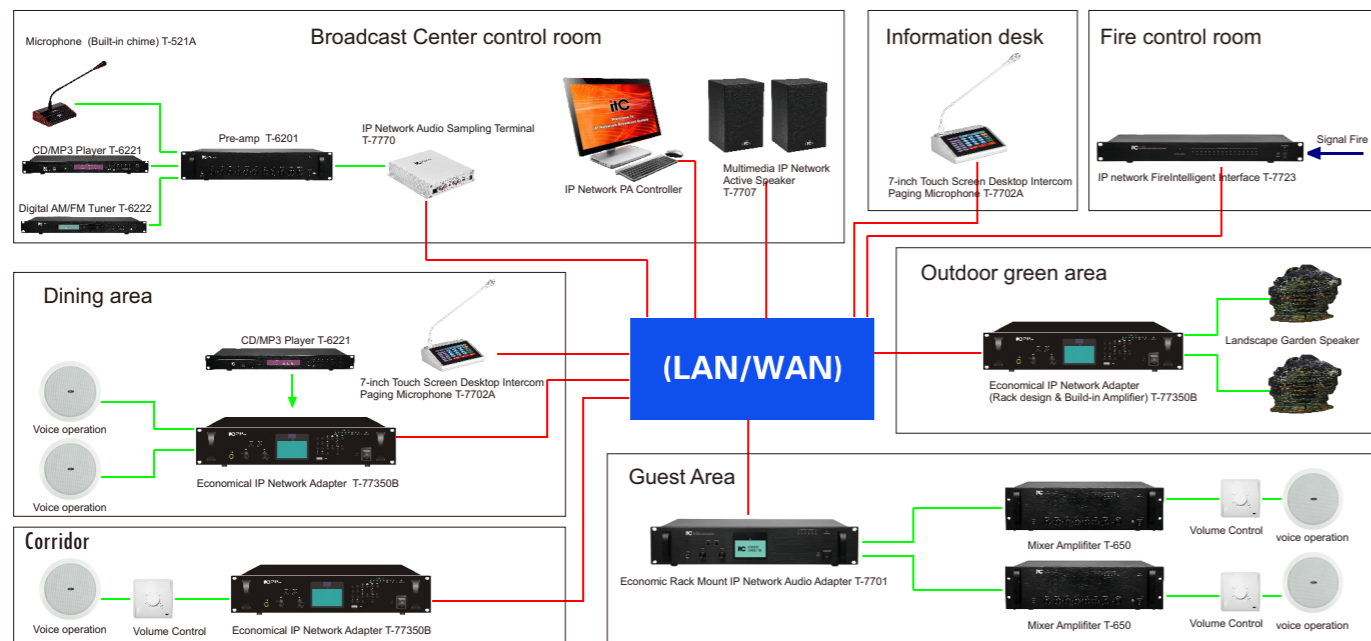 Broadcast Center control room
Microphone (Built-in chime) T-521A
CD/MP3 Player T-6221
Digital AM/FM Tuner T-6222
Pre-amp T-6201
IP Network Audio Sampling Terminal
T-7770
itC
IP Network PA Controller
Multimedia IP Network
Active Speaker
T-7707
Information desk
7-inch Touch Screen Desktop Intercom
Paging Microphone T-7702A
Fire control room
Signal Fire
IP network FireIntelligent Interface T-7723
Dining area
CD/MP3 Player T-6221
7-inch Touch Screen Desktop Intercom
Paging Microphone T-7702A
Voice operation
Voice operation
Economical IP Network Adapter T-77350B
(LAN/WAN)
Outdoor green area
Landscape Garden Speaker
Economical IP Network Adapter
(Rack design & Build-in Amplifier) T-77350B
Corridor
Voice operation
Volume Control
Economical IP Network Adapter T-77350B
Guest Area
Economic Rack Mount IP Network Audio Adapter T-7701
Mixer Amplifiter T-650
Volume Control
voice operation
Mixer Amplifiter T-650
Volume Control
Voice operation